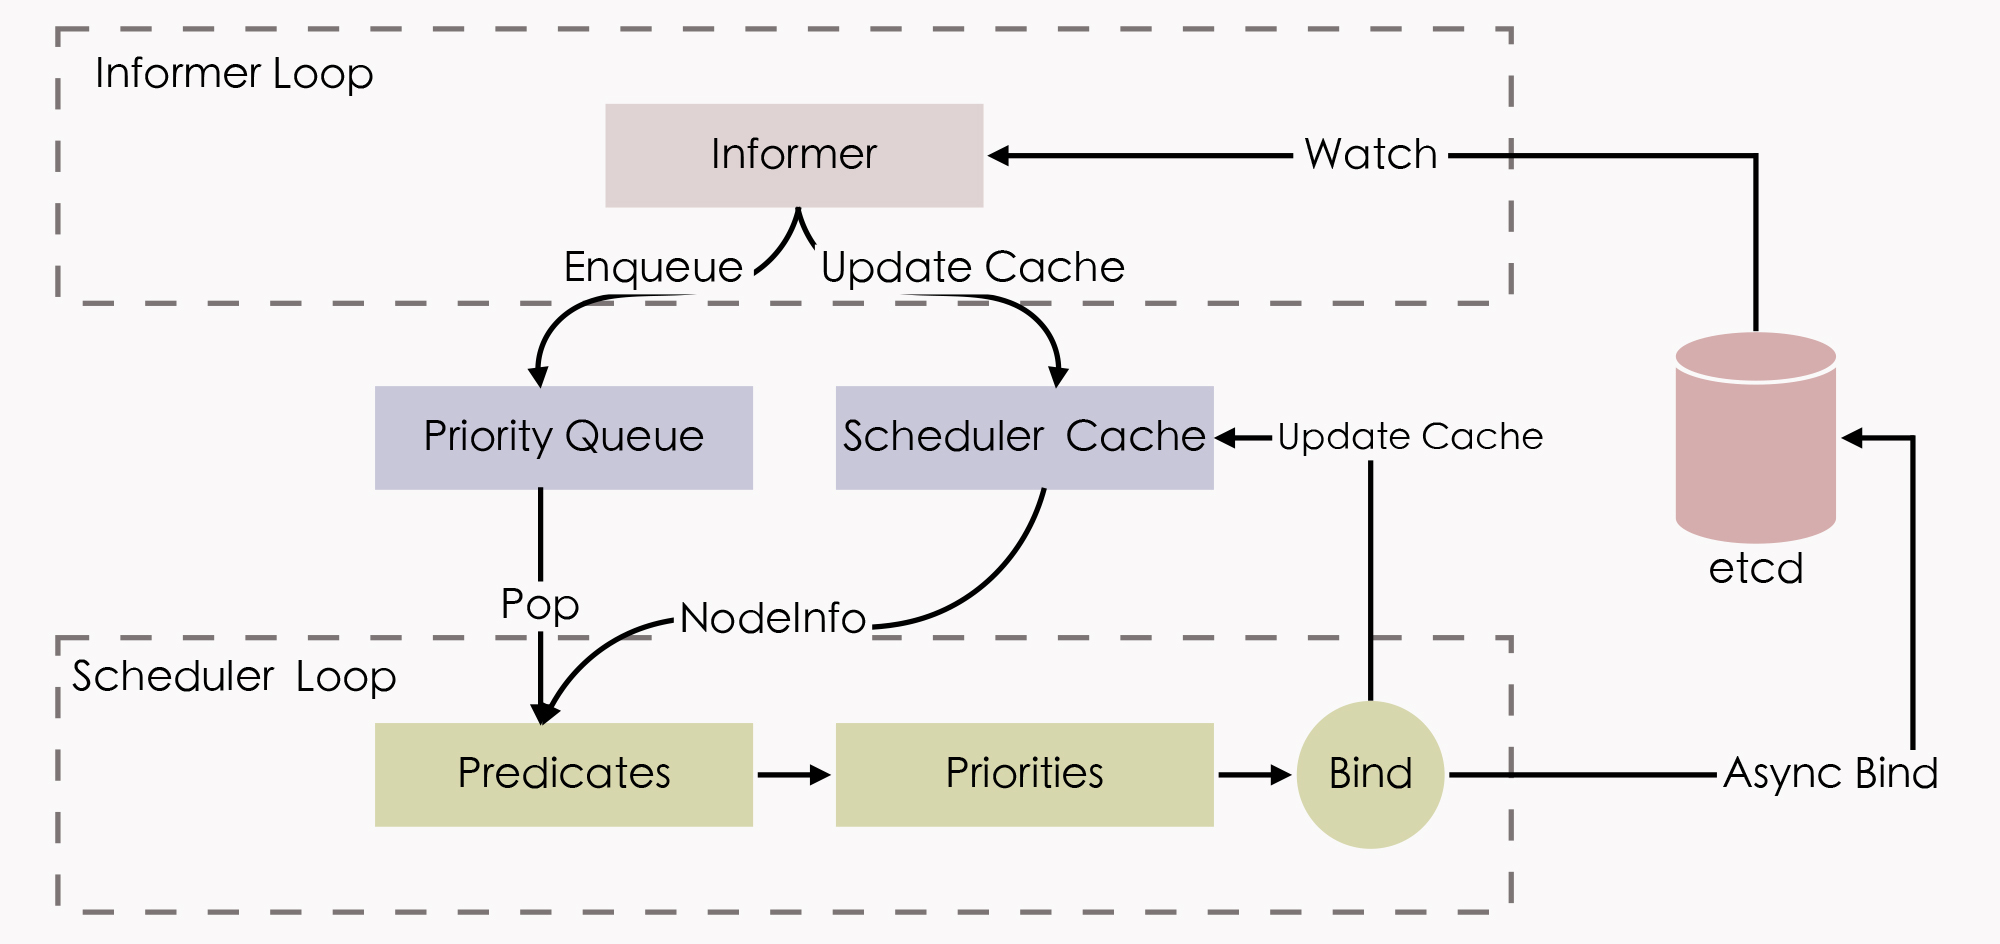 Informer Loop
Informer
Watch
Enqueue
Update Cache
Priority Queue
Scheduler Cache
Update Cache
etcd
Pop
NodeInfo
Scheduler Loop
Predicates
Priorities
Bind
Async Bind